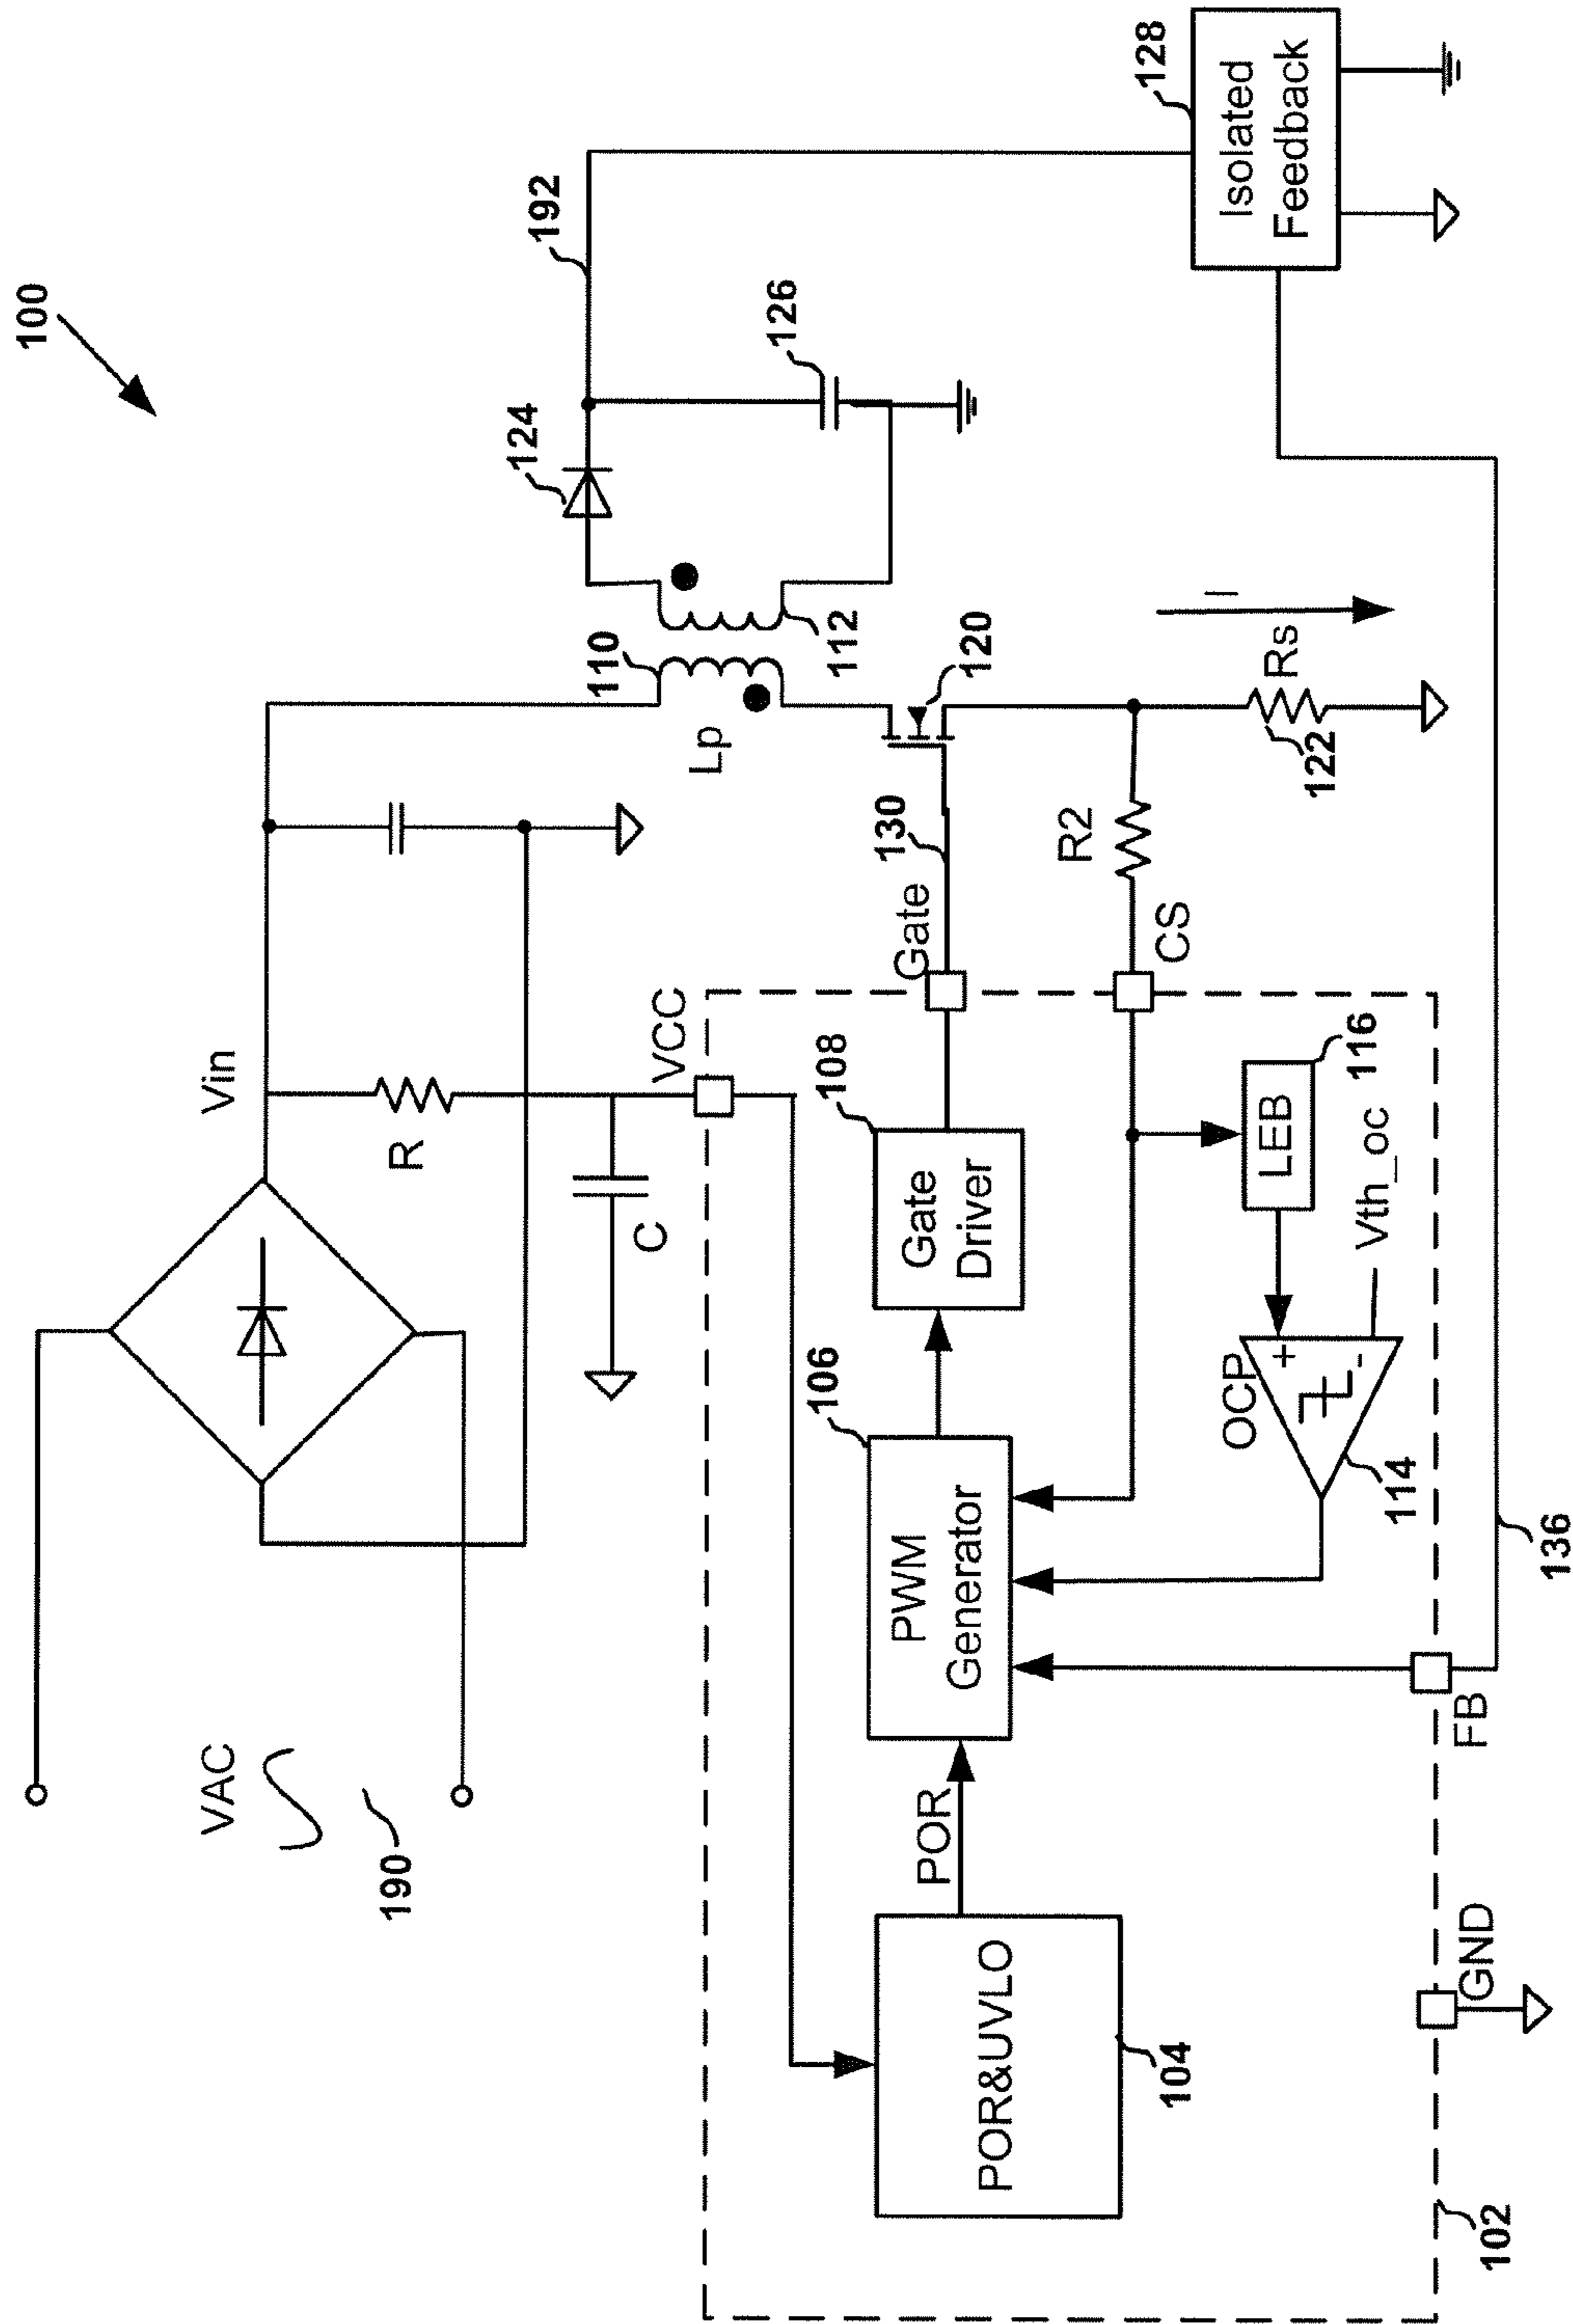 100
VAC
190
Vin
R
C
VCC
110
Lp
112
124
192
126
128
Isolated
Feedback
120
130
Gate
R2
CS
Rs
122
I
108
Gate
Driver
106
PWM
Generator
POR
POR&UVLO
104
116
LEB
Vth_oc
OCP
+
-
114
136
FB
GND
102